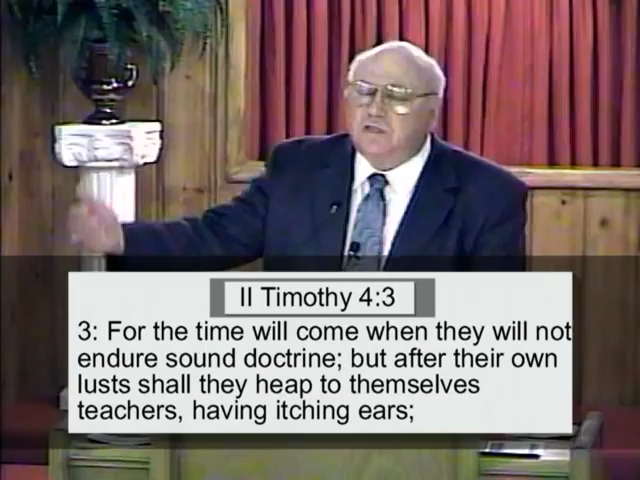 II Timothy 4:3
3: For the time will come when they will not
endure sound doctrine; but after their own
lusts shall they heap to themselves
teachers, having itching ears;